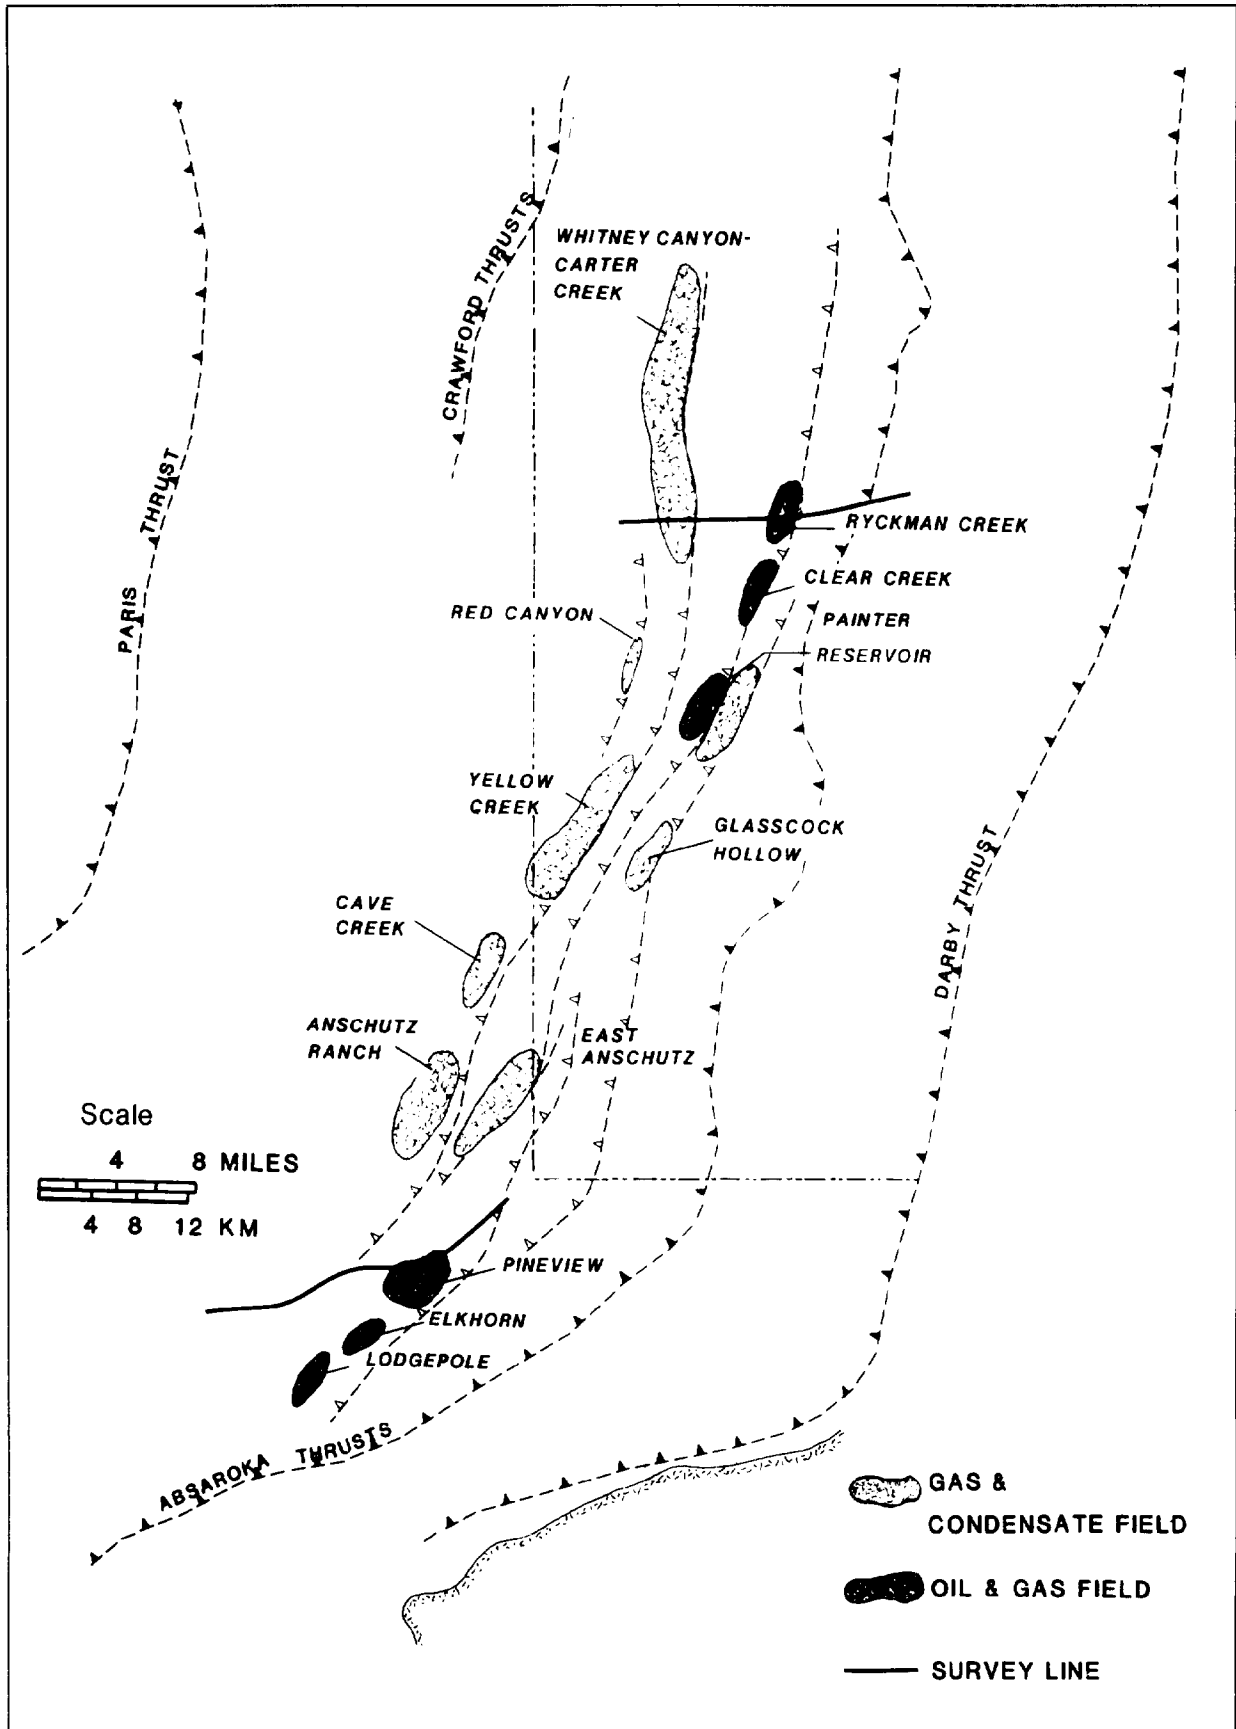 CRAWFORD THRUSTS
WHITNEY CANYON-
CARTER
CREEK
PARIS THRUST
RYCKMAN CREEK
CLEAR CREEK
RED CANYON
PAINTER
RESERVOIR
YELLOW
CREEK
GLASSCOCK
HOLLOW
DARBY THRUST
CAVE
CREEK
ANSCHUTZ
RANCH
EAST
ANSCHUTZ
Scale
4 8 MILES
4 8 12 KM
PINEVIEW
ELKHORN
LODGEPOLE
ABSAROKA THRUSTS
GAS &
CONDENSATE FIELD
OIL & GAS FIELD
SURVEY LINE